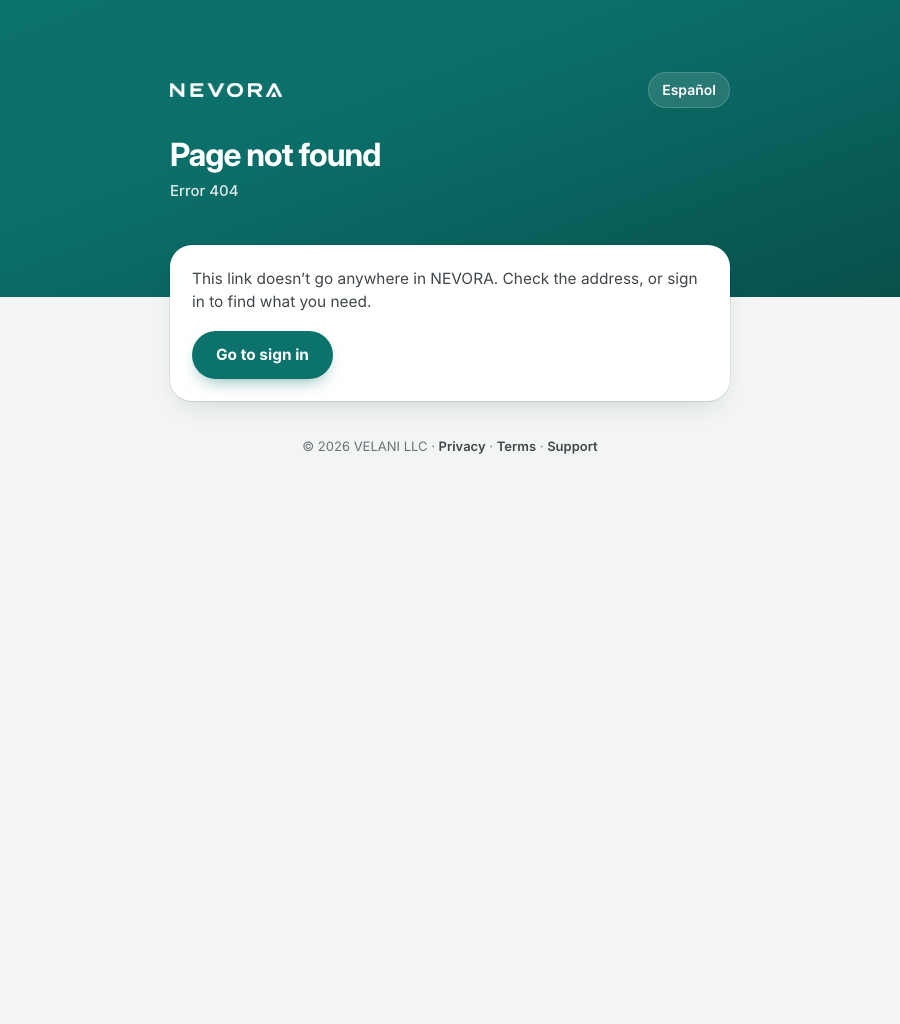 NEVORA
Español
Page not found
Error 404
This link doesn’t go anywhere in NEVORA. Check the address, or sign
in to find what you need.
Go to sign in
© 2026 VELANI LLC · Privacy · Terms · Support